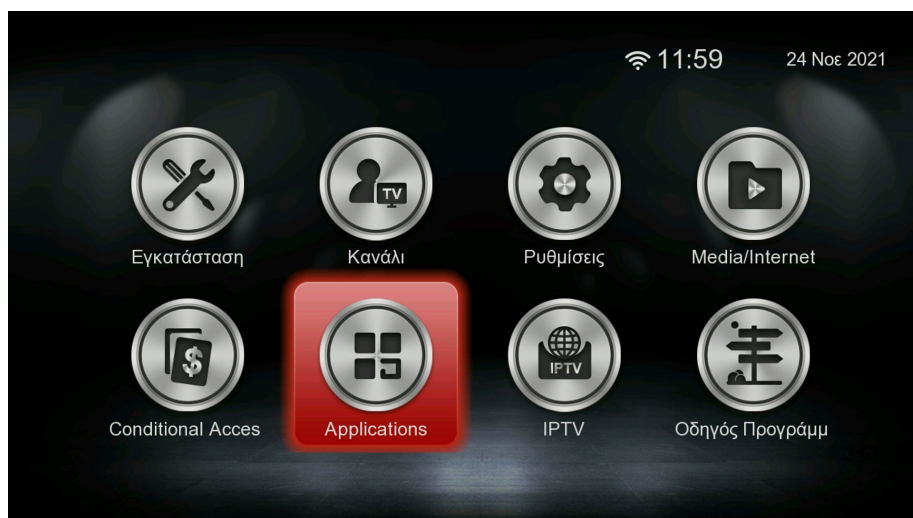 11:59
24 Νοε 2021
TV
Εγκατάσταση
Κανάλι
Ρυθμίσεις
Media/Internet
$
IPTV
Conditional Acces
Applications
IPTV
Οδηγός Προγράμμ